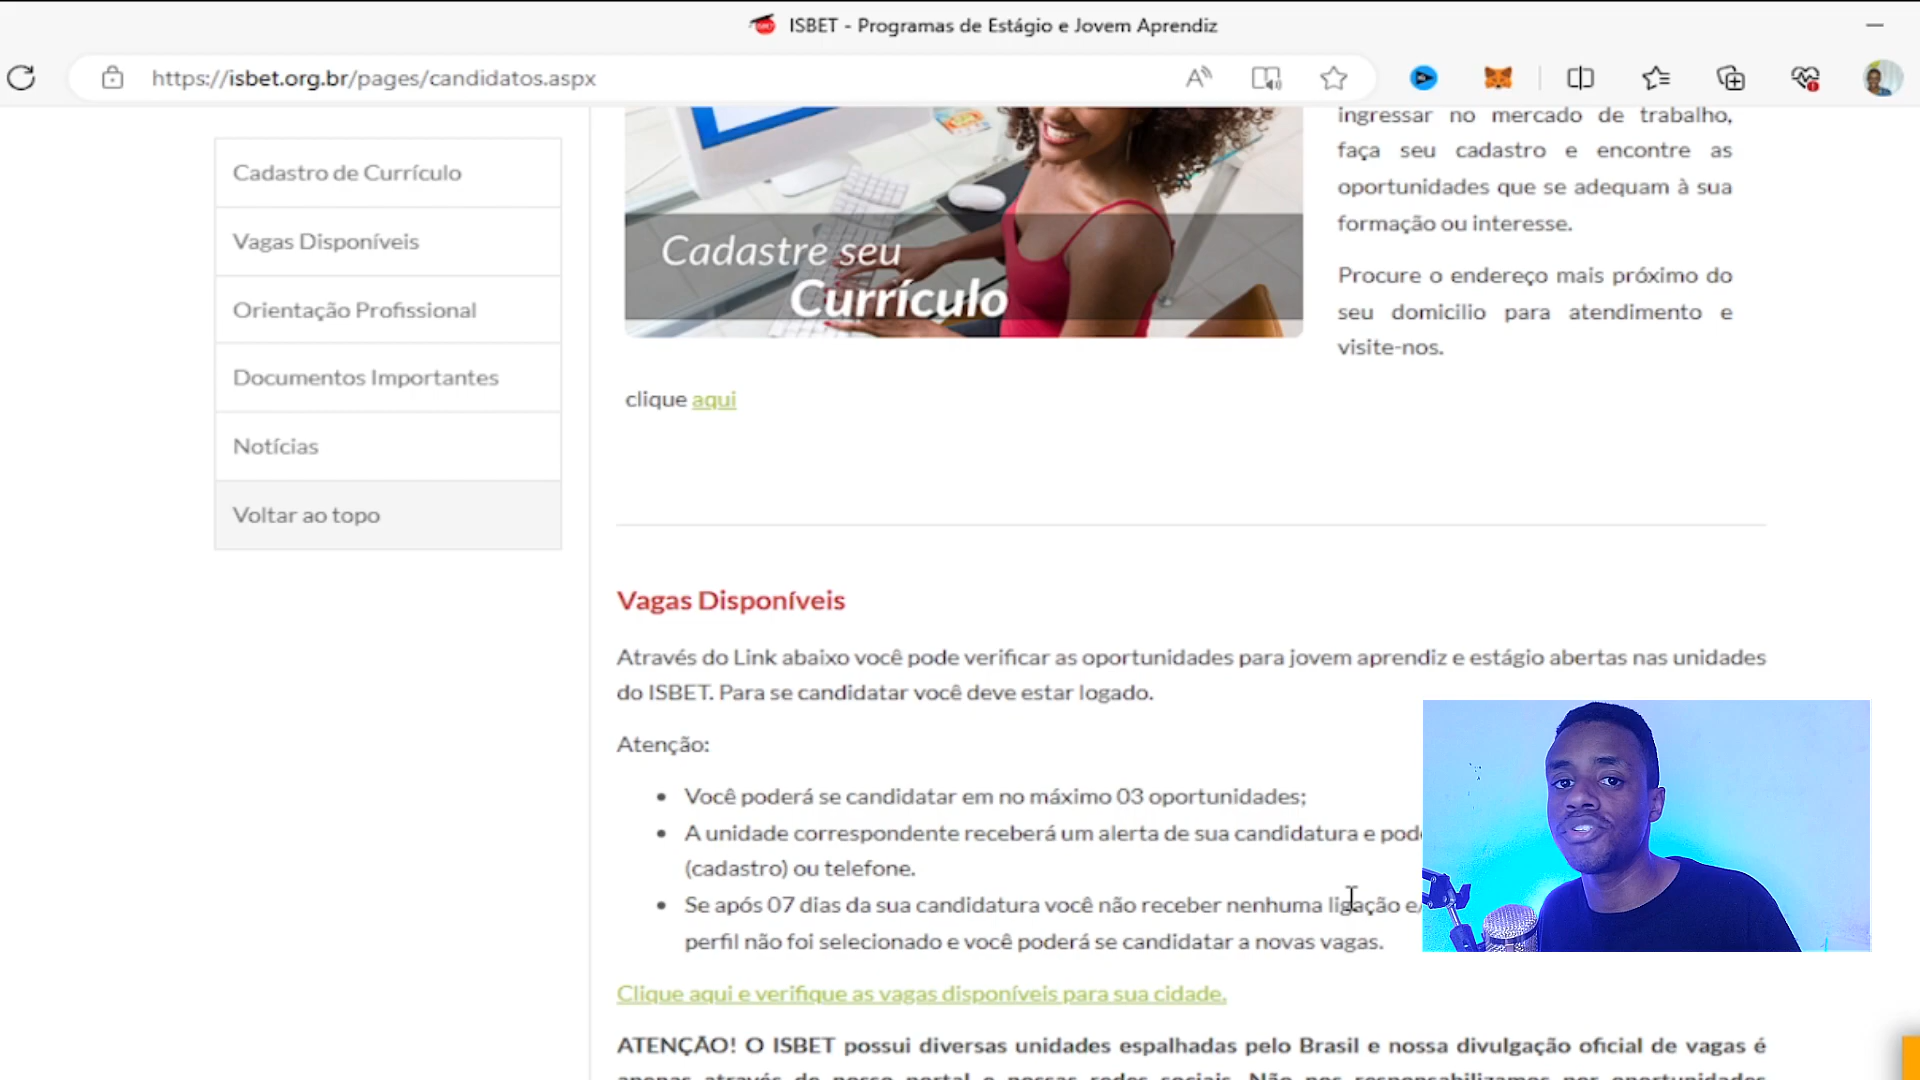 ISBET - Programas de Estágio e Jovem Aprendiz
https://isbet.org.br/pages/candidatos.aspx
Cadastro de Currículo
Vagas Disponíveis
Orientação Profissional
Documentos Importantes
Notícias
Voltar ao topo
Cadastre seu
Currículo
ingressar no mercado de trabalho,
faça seu cadastro e encontre as
oportunidades que se adequam à sua
formação ou interesse.
Procure o endereço mais próximo do
seu domicilio para atendimento e
visite-nos.
clique aqui
Vagas Disponíveis
Através do Link abaixo você pode verificar as oportunidades para jovem aprendiz e estágio abertas nas unidades
do ISBET. Para se candidatar você deve estar logado.
Atenção:
• Você poderá se candidatar em no máximo 03 oportunidades;
• A unidade correspondente receberá um alerta de sua candidatura e
(cadastro) ou telefone.
• Se após 07 dias da sua candidatura você não receber nenhuma ligação e/
perfil não foi selecionado e você poderá se candidatar a novas vagas.
Clique aqui e verifique as vagas disponíveis para sua cidade.
ATENÇÃO! O ISBET possui diversas unidades espalhadas pelo Brasil e nossa divulgação oficial de vagas é